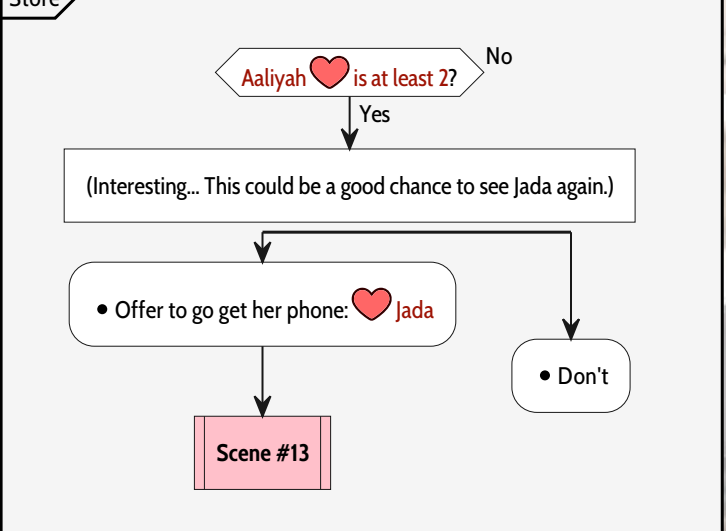 Store
Aaliyah ❤ is at least 2?
No
Yes
(Interesting... This could be a good chance to see Jada again.)
• Offer to go get her phone: ❤ Jada
• Don't
Scene #13